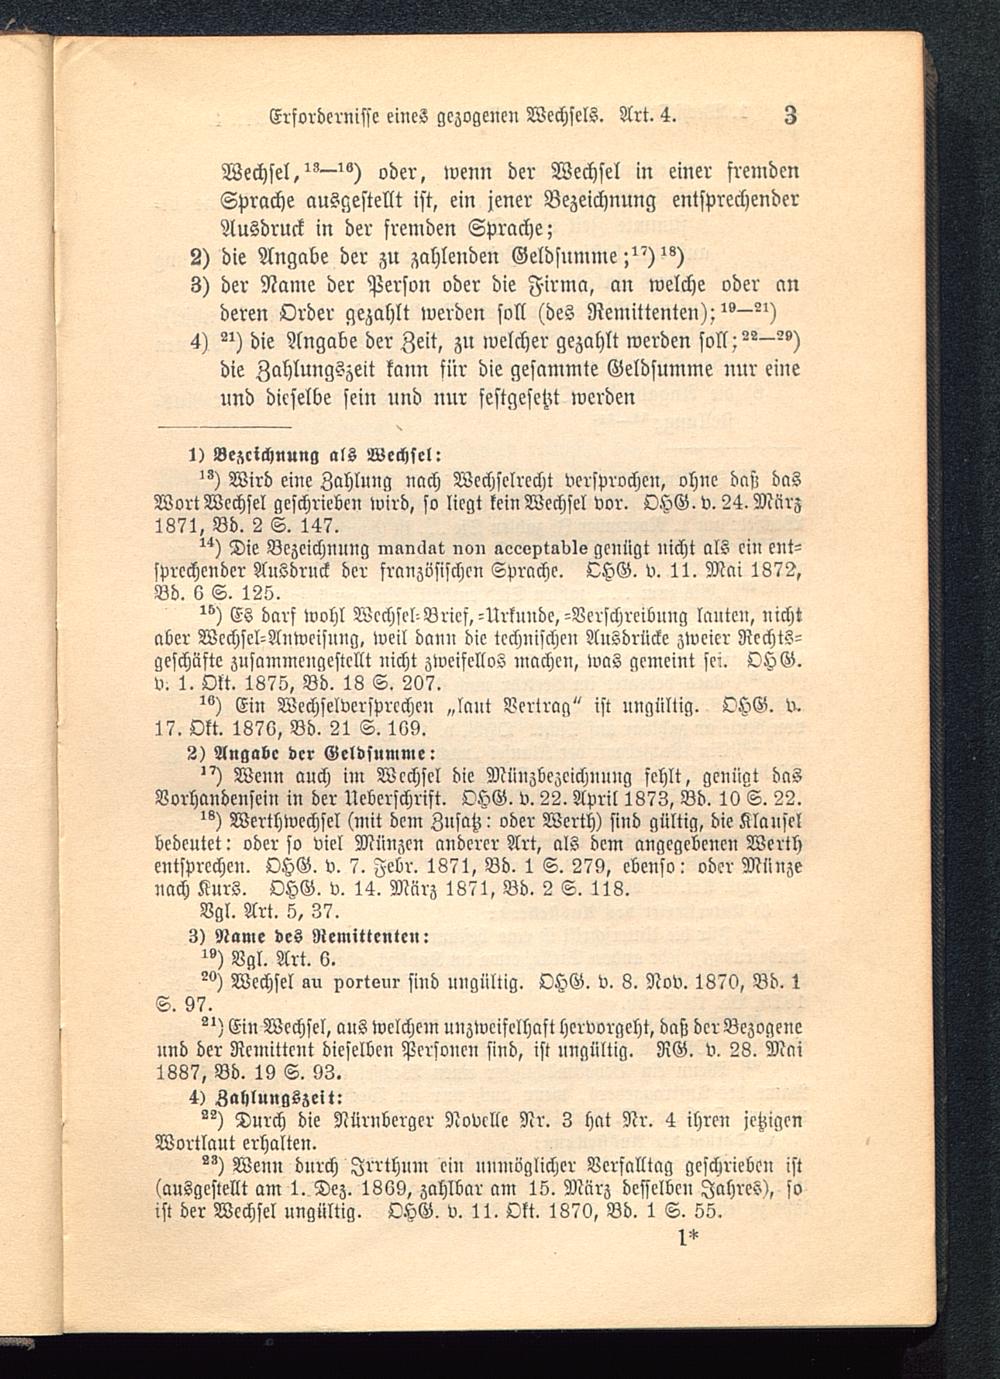 Erfordernisse eines gezogenen Wechsels. Art. 4. 3
Wechsel,¹³—¹⁶) oder, wenn der Wechsel in einer fremden
Sprache ausgestellt ist, ein jener Bezeichnung entsprechender
Ausdruck in der fremden Sprache;
2) die Angabe der zu zahlenden Geldsumme;¹⁷) ¹⁸)
3) der Name der Person oder die Firma, an welche oder an
deren Order gezahlt werden soll (des Remittenten);¹⁹—²¹)
4) ²¹) die Angabe der Zeit, zu welcher gezahlt werden soll;²²—²⁹)
die Zahlungszeit kann für die gesammte Geldsumme nur eine
und dieselbe sein und nur festgesetzt werden
1) Bezeichnung als Wechsel:
¹³) Wird eine Zahlung nach Wechselrecht versprochen, ohne daß das
Wort Wechsel geschrieben wird, so liegt kein Wechsel vor. OHG. v. 24. März
1871, Bd. 2 S. 147.
¹⁴) Die Bezeichnung mandat non acceptable genügt nicht als ein ent-
sprechender Ausdruck der französischen Sprache. OHG. v. 11. Mai 1872,
Bd. 6 S. 125.
¹⁵) Es darf wohl Wechsel-Brief, -Urkunde, -Verschreibung lauten, nicht
aber Wechsel-Anweisung, weil dann die technischen Ausdrücke zweier Rechts-
geschäfte zusammengestellt nicht zweifellos machen, was gemeint sei. OHG.
v. 1. Okt. 1875, Bd. 18 S. 207.
¹⁶) Ein Wechselversprechen „laut Vertrag“ ist ungültig. OHG. v.
17. Okt. 1876, Bd. 21 S. 169.
2) Angabe der Geldsumme:
¹⁷) Wenn auch im Wechsel die Münzbezeichnung fehlt, genügt das
Vorhandensein in der Ueberschrift. OHG. v. 22. April 1873, Bd. 10 S. 22.
¹⁸) Werthwechsel (mit dem Zusatz: oder Werth) sind gültig, die Klausel
bedeutet: oder so viel Münzen anderer Art, als dem angegebenen Werth
entsprechen. OHG. v. 7. Febr. 1871, Bd. 1 S. 279, ebenso: oder Münze
nach Kurs. OHG. v. 14. März 1871, Bd. 2 S. 118.
Vgl. Art. 5, 37.
3) Name des Remittenten:
¹⁹) Vgl. Art. 6.
²⁰) Wechsel au porteur sind ungültig. OHG. v. 8. Nov. 1870, Bd. 1
S. 97.
²¹) Ein Wechsel, aus welchem unzweifelhaft hervorgeht, daß der Bezogene
und der Remittent dieselben Personen sind, ist ungültig. RG. v. 28. Mai
1887, Bd. 19 S. 93.
4) Zahlungszeit:
²²) Durch die Nürnberger Novelle Nr. 3 hat Nr. 4 ihren jetzigen
Wortlaut erhalten.
²³) Wenn durch Irrthum ein unmöglicher Verfalltag geschrieben ist
(ausgestellt am 1. Dez. 1869, zahlbar am 15. März desselben Jahres), so
ist der Wechsel ungültig. OHG. v. 11. Okt. 1870, Bd. 1 S. 55.
1*